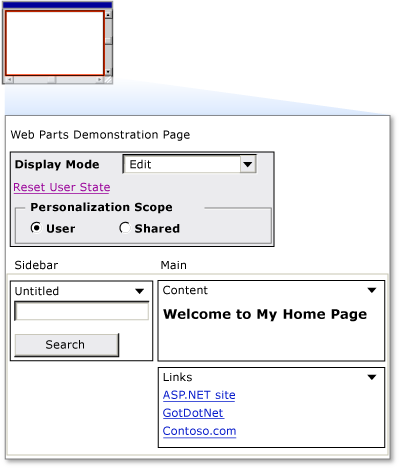 Web Parts Demonstration Page
Display Mode Edit
Reset User State
Personalization Scope
User Shared
Sidebar Main
Untitled
Search
Content
Welcome to My Home Page
Links
ASP.NET site
GotDotNet
Contoso.com